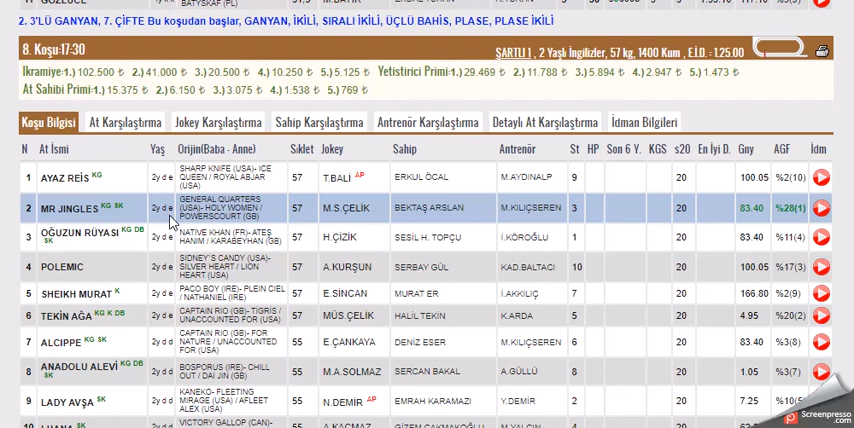 GÖZLÜCE
BATYSKAF (PL)
2. 3'LÜ GANYAN, 7. ÇİFTE Bu koşudan başlar, GANYAN, İKİLİ, SIRALI İKİLİ, ÜÇLÜ BAHİS, PLASE, PLASE İKİLİ
8. Koşu:17:30
ŞARTLI 1 , 2 Yaşlı İngilizler, 57 kg, 1400 Kum , E.İ.D. : 1.25.00
Ikramiye:1.) 102.500 ₺ 2.) 41.000 ₺ 3.) 20.500 ₺ 4.) 10.250 ₺ 5.) 5.125 ₺ Yetistirici Primi:1.) 29.469 ₺ 2.) 11.788 ₺ 3.) 5.894 ₺ 4.) 2.947 ₺ 5.) 1.473 ₺
At Sahibi Primi:1.) 15.375 ₺ 2.) 6.150 ₺ 3.) 3.075 ₺ 4.) 1.538 ₺ 5.) 769 ₺
Koşu Bilgisi At Karşılaştırma Jokey Karşılaştırma Sahip Karşılaştırma Antrenör Karşılaştırma Detaylı At Karşılaştırma İdman Bilgileri
N At İsmi Yaş Orijin(Baba - Anne) Sıklet Jokey Sahip Antrenör St HP Son 6 Y. KGS s20 En İyi D. Gny AGF İdm
1 AYAZ REİS KG 2y d e SHARP KNIFE (USA)- ICE QUEEN / ROYAL ABJAR (USA) 57 T.BALİ AP ERKUL ÖCAL M.AYDINALP 9 20 100.05 %2(10)
2 MR JINGLES KG SK 2y d e GENERAL QUARTERS (USA)- HOLY WOMEN / POWERSCOURT (GB) 57 M.S.ÇELİK BEKTAŞ ARSLAN M.KILIÇSEREN 3 20 83.40 %28(1)
3 OĞUZUN RÜYASI KG DB SK 2y d e NATIVE KHAN (FR)- ATEŞ HANIM / KARABEYHAN (GB) 57 H.ÇİZİK SESİL H. TOPÇU İ.KÖROĞLU 1 20 83.40 %11(4)
4 POLEMIC 2y d e SIDNEY'S CANDY (USA)- SILVER HEART / LION HEART (USA) 57 A.KURŞUN SERBAY GÜL KAD.BALTACI 10 20 100.05 %17(3)
5 SHEIKH MURAT K 2y d e PACO BOY (IRE)- PLEIN CIEL / NATHANIEL (IRE) 57 E.SİNCAN MURAT ER F.AKKILIÇ 7 20 166.80 %2(9)
6 TEKİN AĞA KG K DB 2y d e CAPTAIN RIO (GB)- TIGRİS / UNACCOUNTED FOR (USA) 57 MÜS.ÇELİK HALİL TEKİN K.ARDA 5 20 4.95 %20(2)
7 ALCIPPE KG SK 2y d d CAPTAIN RIO (GB)- FOR NATURE / UNACCOUNTED FOR (USA) 55 E.ÇANKAYA DENİZ ESER M.KILIÇSEREN 6 20 83.40 %3(8)
8 ANADOLU ALEVİ KG DB SK 2y d d BOSPORUS (IRE)- CHILL OUT / DAI JIN (GB) 55 M.A.SOLMAZ SERCAN BAKAL A.GÜLLÜ 8 20 1.05 %3(7)
9 LADY AVŞA KG SK 2y d d KANEKO- FLEETING MIRAGE (USA) / AFLEET ALEX (USA) 55 N.DEMİR AP EMRAH KARAMAZI Y.DEMİR 2 20 7.25
VICTORY GALLOP (CAN)-
Screenpresso
.com